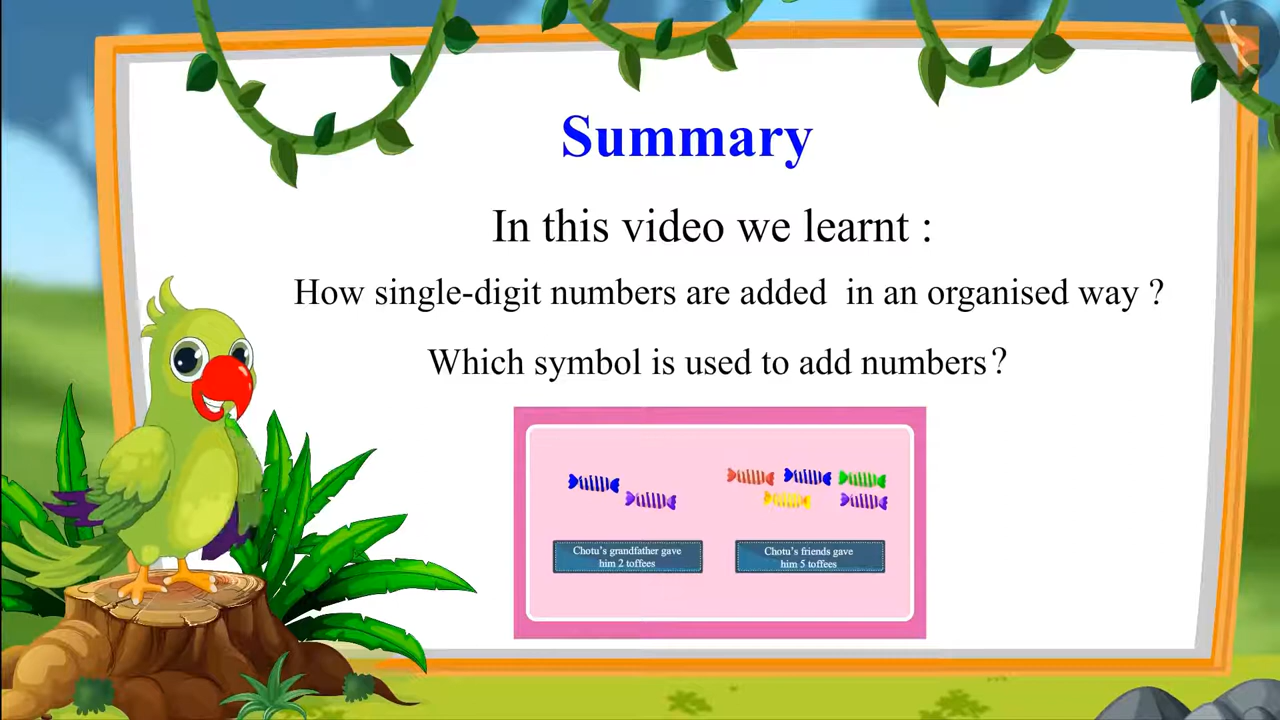 Summary
In this video we learnt :
How single-digit numbers are added in an organised way ?
Which symbol is used to add numbers?
Chotu's grandfather gave
him 2 toffees
Chotu's friends gave
him 5 toffees